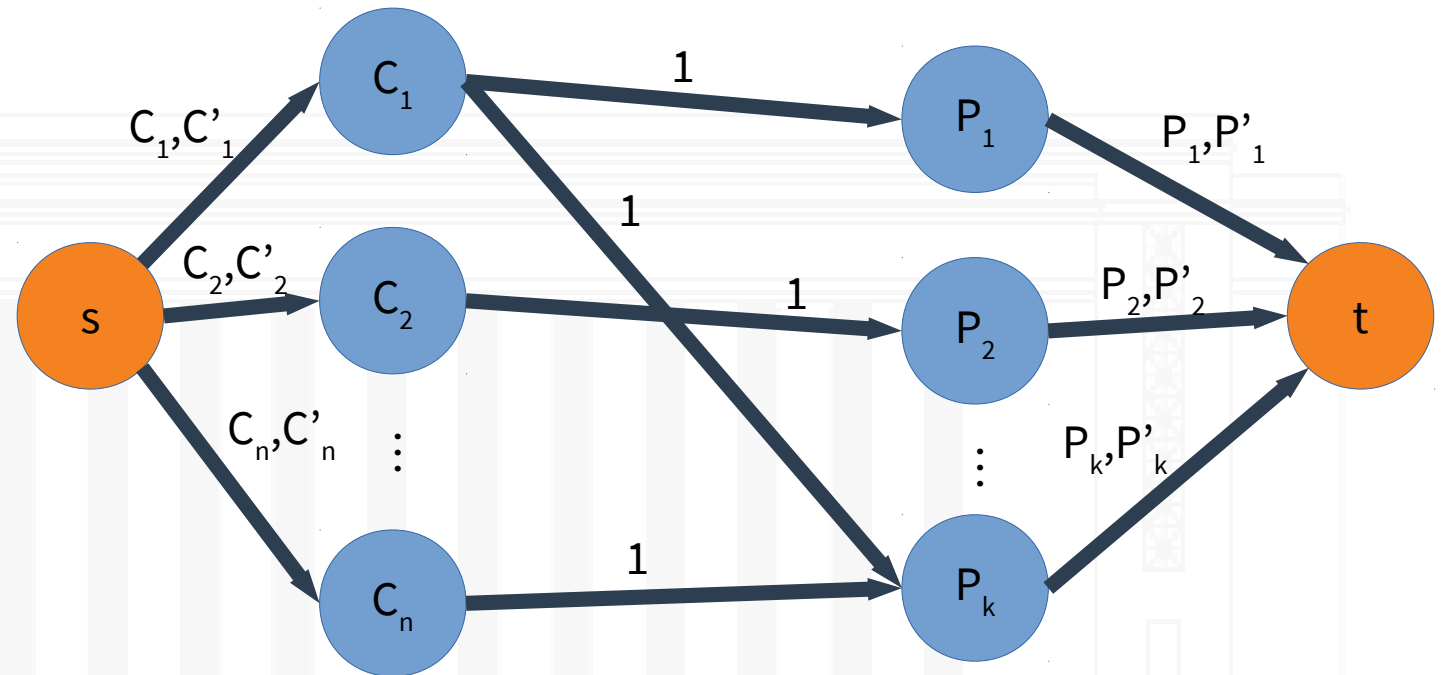 C₁
1
P₁
C₁,C’₁
P₁,P’₁
1
C₂,C’₂
C₂
1
P₂
P₂,P’₂
s
t
Cₙ,C’ₙ
⋮
⋮
Pₖ,P’ₖ
Cₙ
1
Pₖ